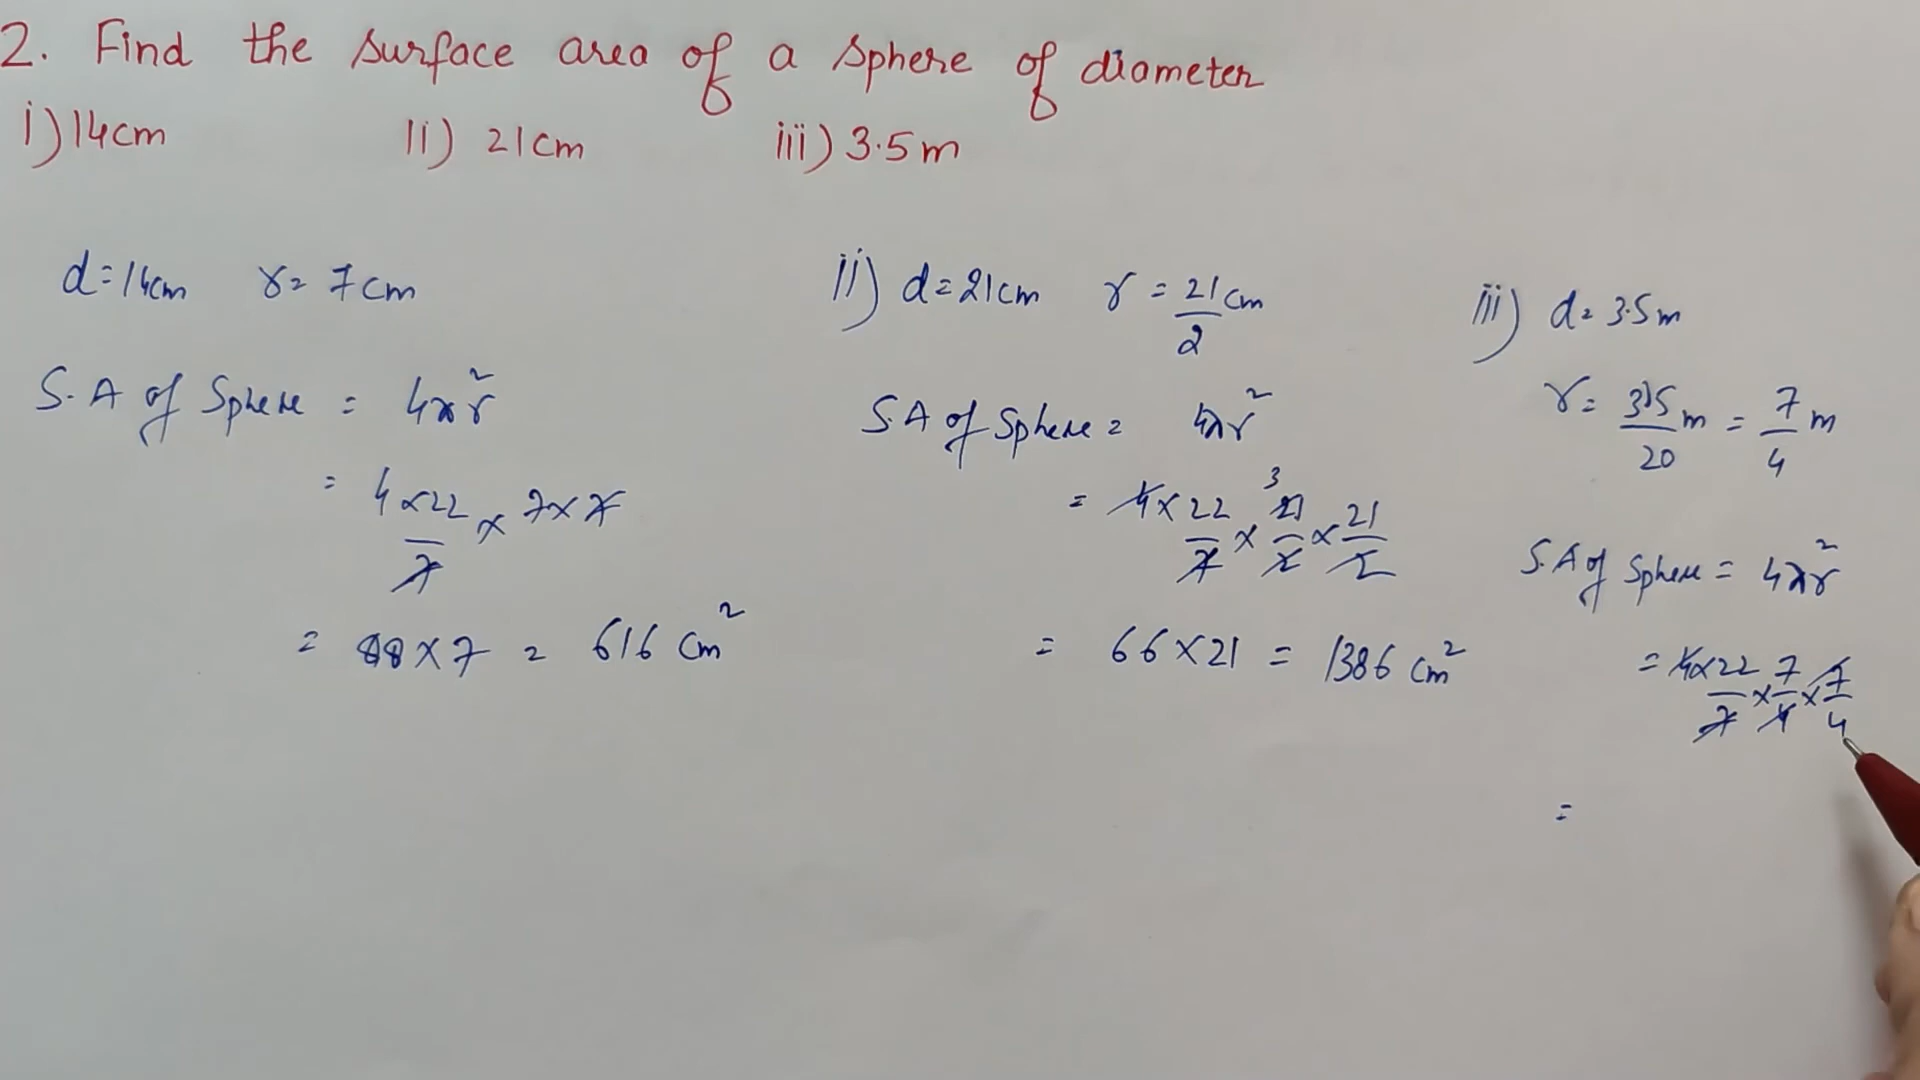 2. Find the surface area of a sphere of diameter
i) 14cm ii) 21cm iii) 3.5m
d=14cm r= 7cm
S.A of Sphere = 4πr²
= 4×22/7 × 7×7
= 88×7 = 616 cm²
ii) d=21cm r = 21/2 cm
S.A of Sphere = 4πr²
= 4×22/7 × 21/2 × 21/2
3
= 66×21 = 1386 cm²
iii) d= 3.5m
r= 35/20 m = 7/4 m
S.A of Sphere = 4πr²
= 4×22/7 × 7/4 × 7/4
=